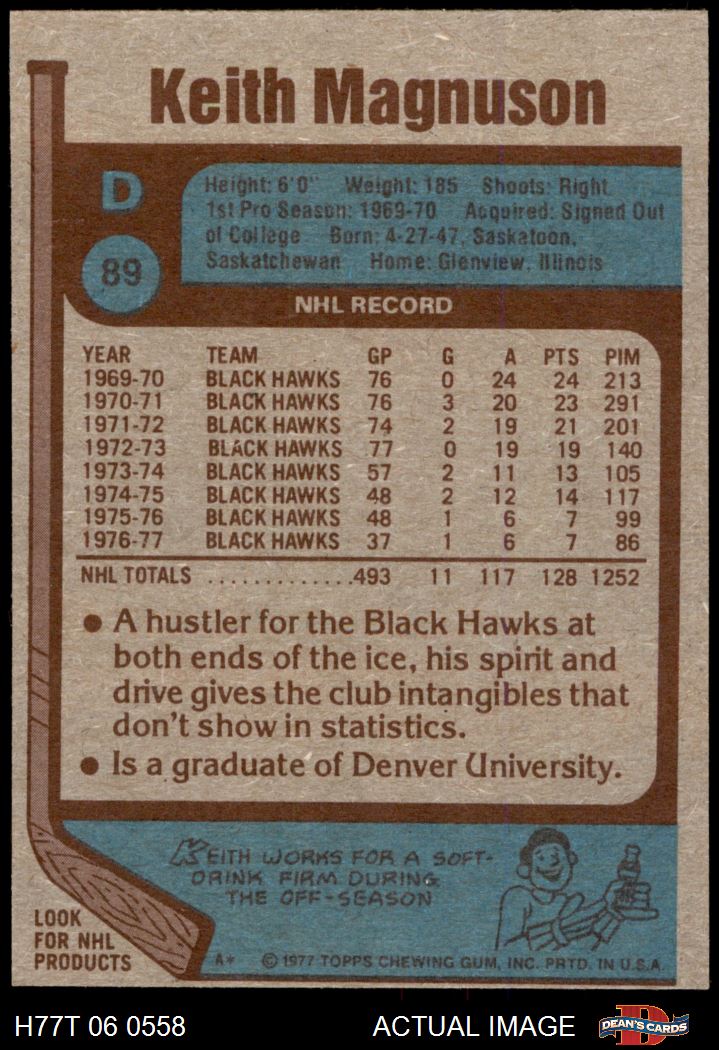 Keith Magnuson
D
Height: 6'0" Weight: 185 Shoots: Right
1st Pro Season: 1969-70 Acquired: Signed Out
of College Born: 4-27-47, Saskatoon,
Saskatchewan Home: Glenview, Illinois
89
NHL RECORD
YEAR TEAM GP G A PTS PIM
1969-70 BLACK HAWKS 76 0 24 24 213
1970-71 BLACK HAWKS 76 3 20 23 291
1971-72 BLACK HAWKS 74 2 19 21 201
1972-73 BLACK HAWKS 77 0 19 19 140
1973-74 BLACK HAWKS 57 2 11 13 105
1974-75 BLACK HAWKS 48 2 12 14 117
1975-76 BLACK HAWKS 48 1 6 7 99
1976-77 BLACK HAWKS 37 1 6 7 86
NHL TOTALS .............493 11 117 128 1252
● A hustler for the Black Hawks at
both ends of the ice, his spirit and
drive gives the club intangibles that
don't show in statistics.
● Is a graduate of Denver University.
KEITH WORKS FOR A SOFT-
DRINK FIRM DURING
THE OFF-SEASON
LOOK
FOR NHL
PRODUCTS
A* © 1977 TOPPS CHEWING GUM, INC. PRTD. IN U.S.A.
H77T 06 0558 ACTUAL IMAGE
D
DEAN'S CARDS